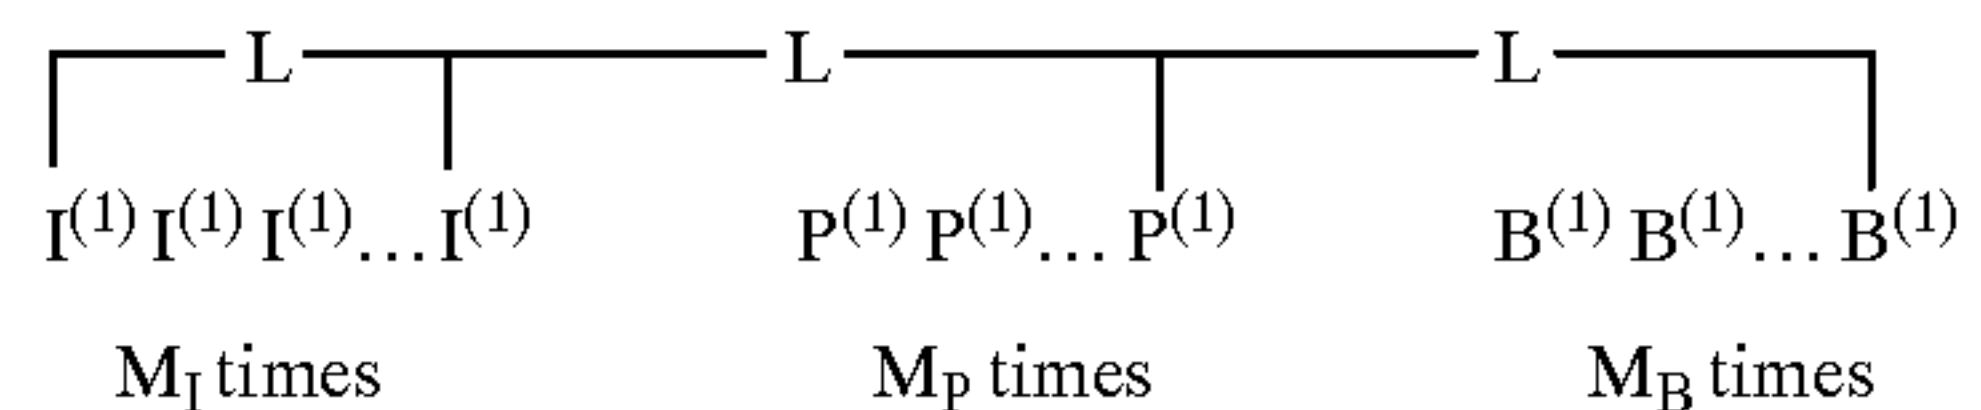 L L L
I(1) I(1) I(1)...I(1) P(1) P(1)... P(1) B(1) B(1)... B(1)
MI times MP times MB times